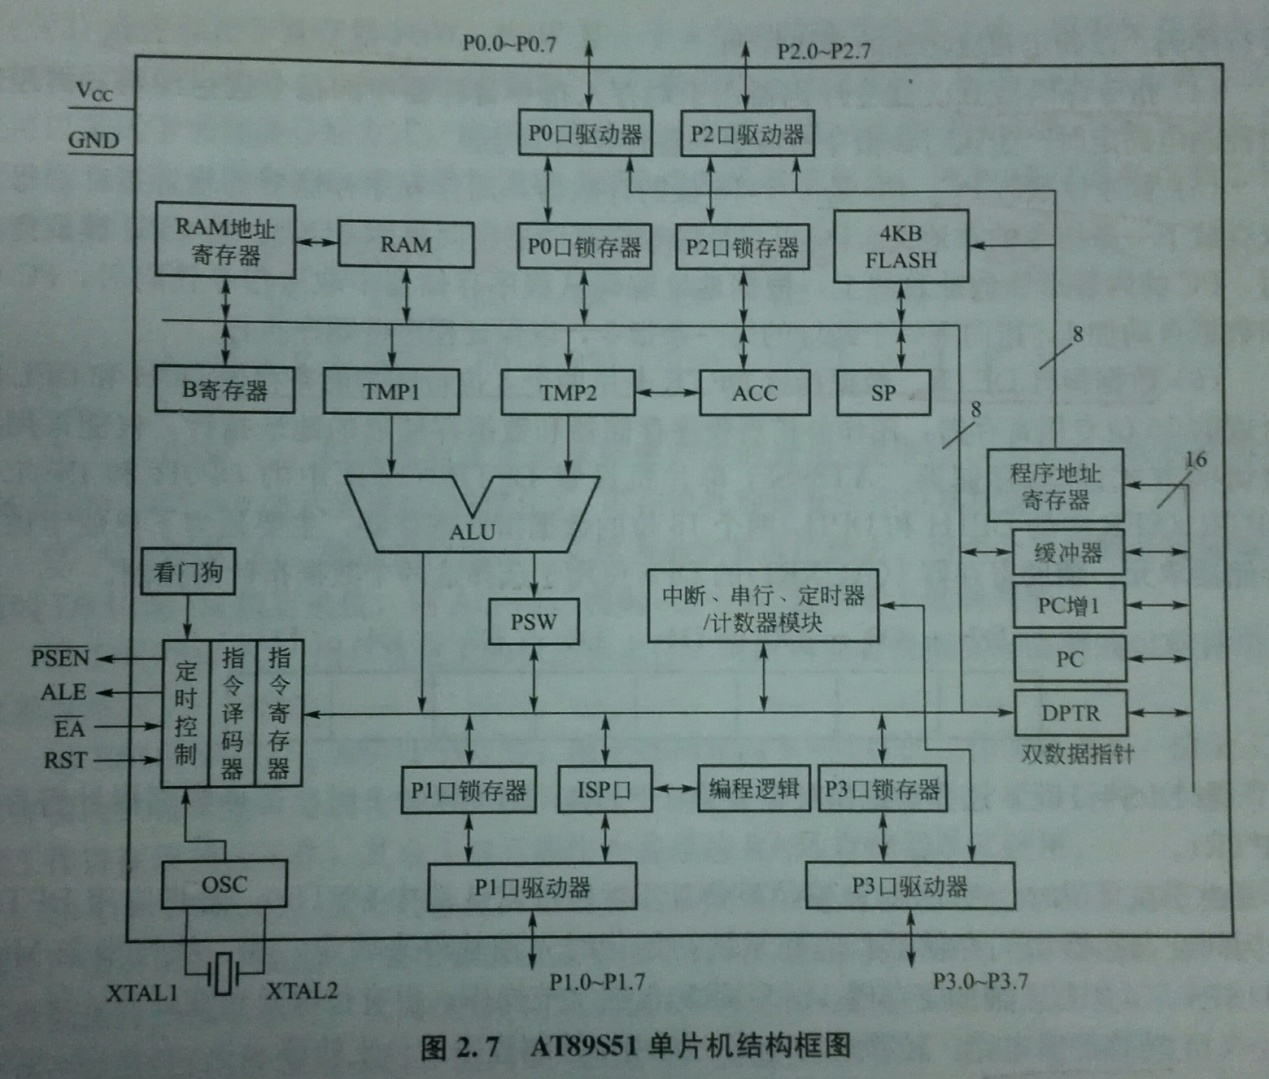 P0.0~P0.7
P2.0~P2.7
VCC
GND
P0口驱动器
P2口驱动器
RAM地址
寄存器
RAM
P0口锁存器
P2口锁存器
4KB
FLASH
8
B寄存器
TMP1
TMP2
ACC
SP
8
程序地址
寄存器
16
ALU
缓冲器
看门狗
PSW
中断、串行、定时器
/计数器模块
PC增1
PC
DPTR
双数据指针
PSEN
ALE
EA
RST
定时控制
指令译码器
指令寄存器
P1口锁存器
ISP口
编程逻辑
P3口锁存器
OSC
P1口驱动器
P3口驱动器
XTAL1
XTAL2
P1.0~P1.7
P3.0~P3.7
图 2.7 AT89S51 单片机结构框图